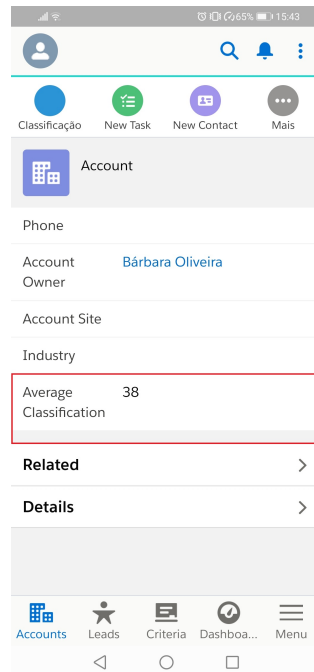 65% 15:43
Classificação New Task New Contact Mais
Account
Phone
Account Bárbara Oliveira
Owner
Account Site
Industry
Average 38
Classification
Related
Details
Accounts Leads Criteria Dashboa... Menu